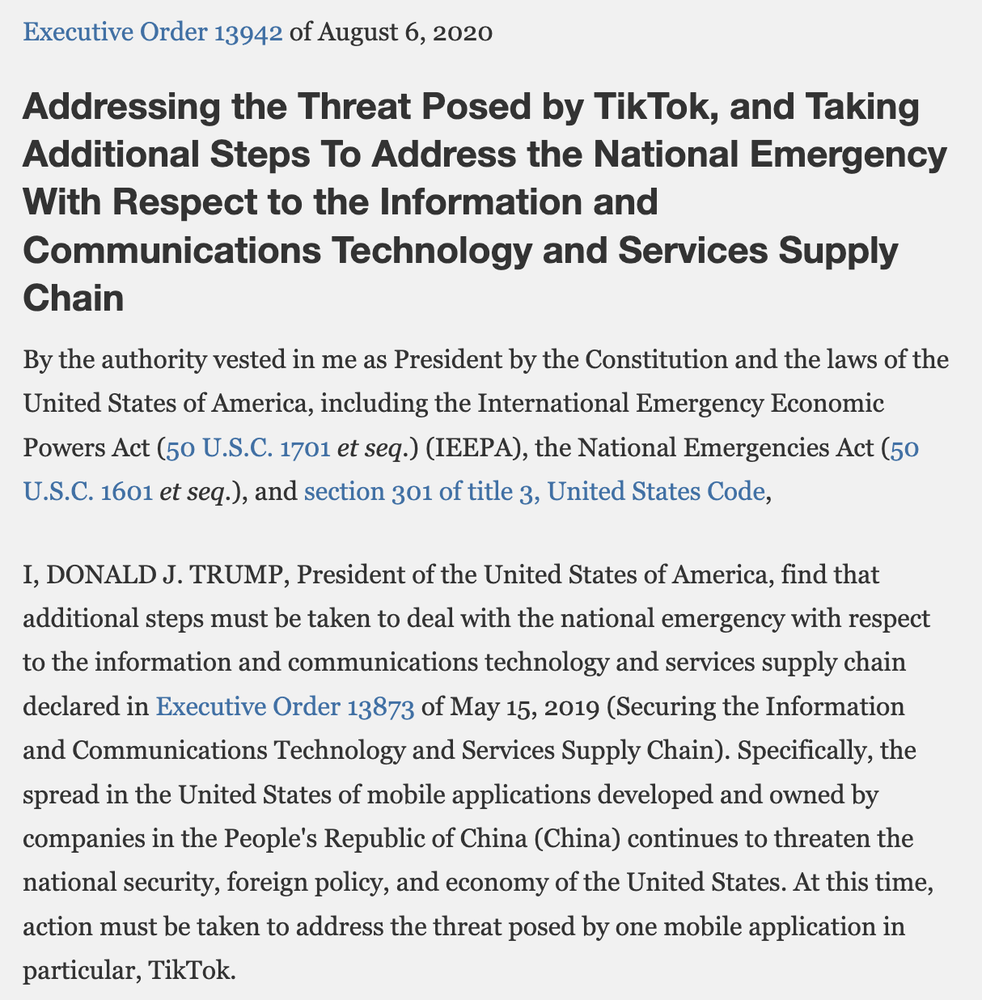 Executive Order 13942 of August 6, 2020
Addressing the Threat Posed by TikTok, and Taking
Additional Steps To Address the National Emergency
With Respect to the Information and
Communications Technology and Services Supply
Chain
By the authority vested in me as President by the Constitution and the laws of the
United States of America, including the International Emergency Economic
Powers Act (50 U.S.C. 1701 et seq.) (IEEPA), the National Emergencies Act (50
U.S.C. 1601 et seq.), and section 301 of title 3, United States Code,
I, DONALD J. TRUMP, President of the United States of America, find that
additional steps must be taken to deal with the national emergency with respect
to the information and communications technology and services supply chain
declared in Executive Order 13873 of May 15, 2019 (Securing the Information
and Communications Technology and Services Supply Chain). Specifically, the
spread in the United States of mobile applications developed and owned by
companies in the People's Republic of China (China) continues to threaten the
national security, foreign policy, and economy of the United States. At this time,
action must be taken to address the threat posed by one mobile application in
particular, TikTok.